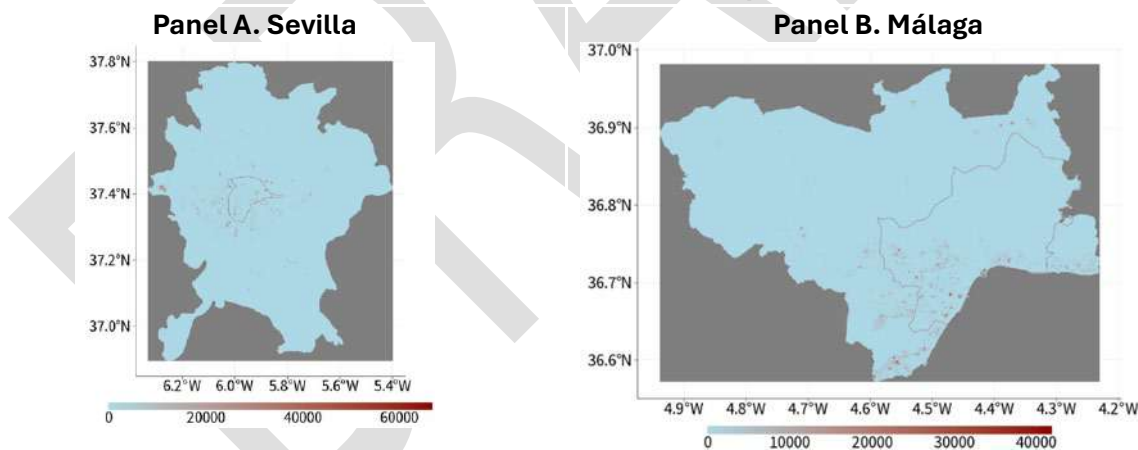 Panel A. Sevilla
37.8°N
37.6°N
37.4°N
37.2°N
37.0°N
6.2°W 6.0°W 5.8°W 5.6°W 5.4°W
0 20000 40000 60000
Panel B. Málaga
37.0°N
36.9°N
36.8°N
36.7°N
36.6°N
4.9°W 4.8°W 4.7°W 4.6°W 4.5°W 4.4°W 4.3°W 4.2°W
0 10000 20000 30000 40000